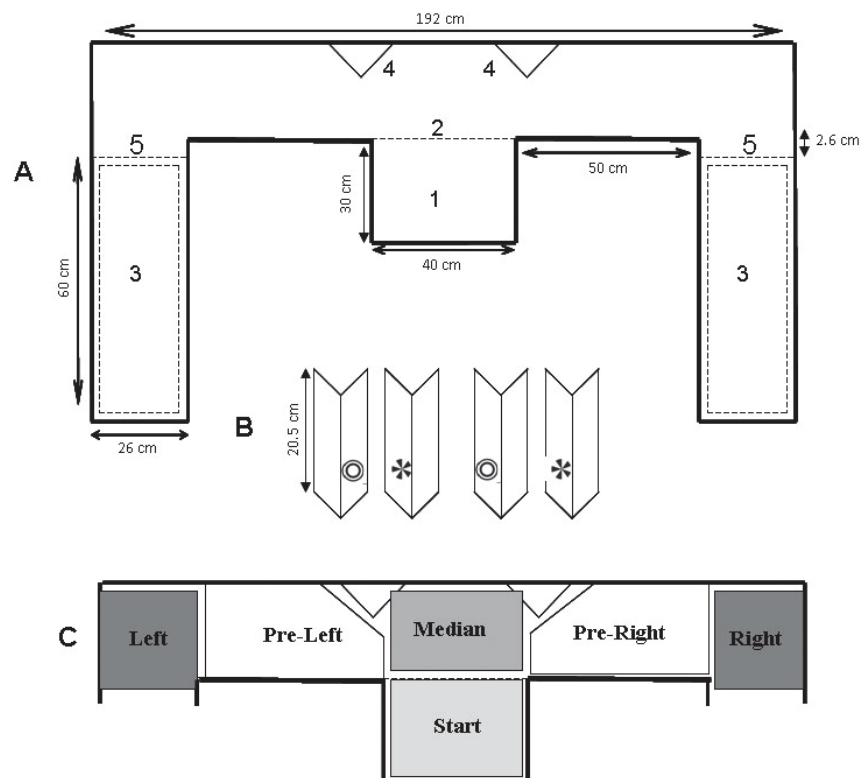 192 cm
4 4
2
5 5
2.6 cm
A
30 cm
50 cm
1
60 cm
3 3
40 cm
20.5 cm
26 cm
B
C
Left
Pre-Left
Median
Pre-Right
Right
Start